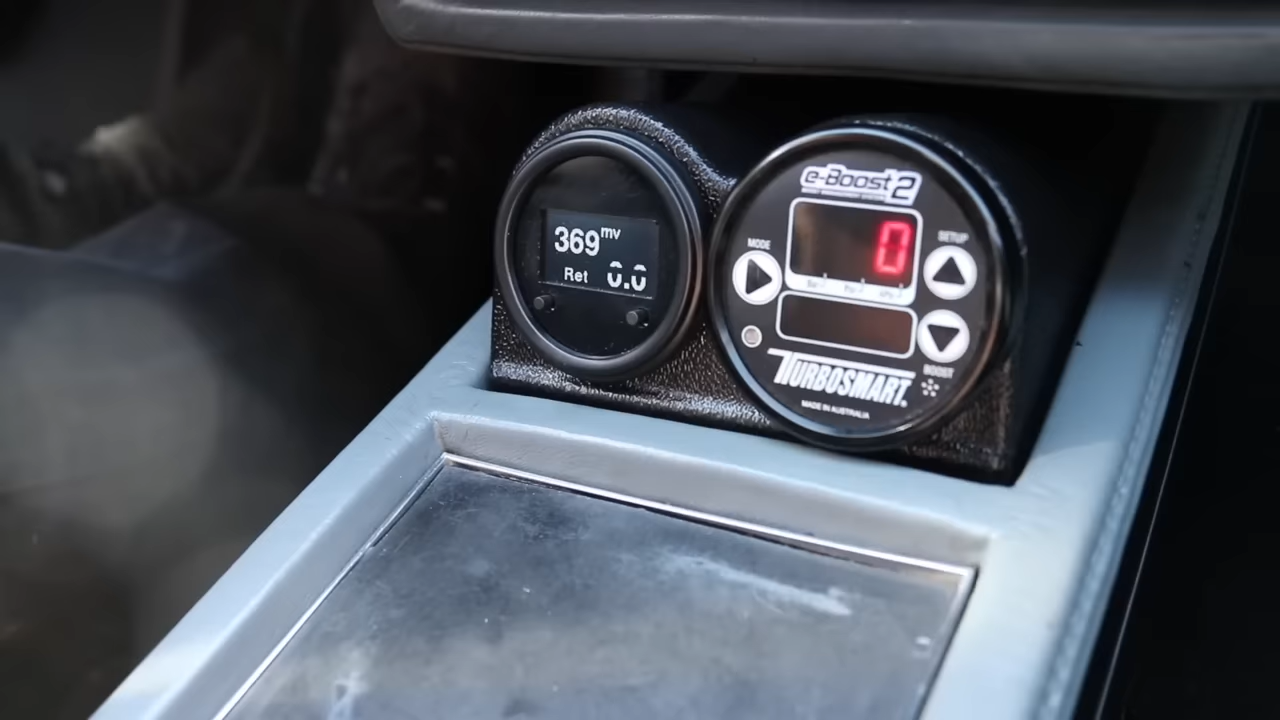 369 mv
Ret 0.0
e-Boost2
0
MODE
SETUP
BOOST
TURBOSMART
MADE IN AUSTRALIA